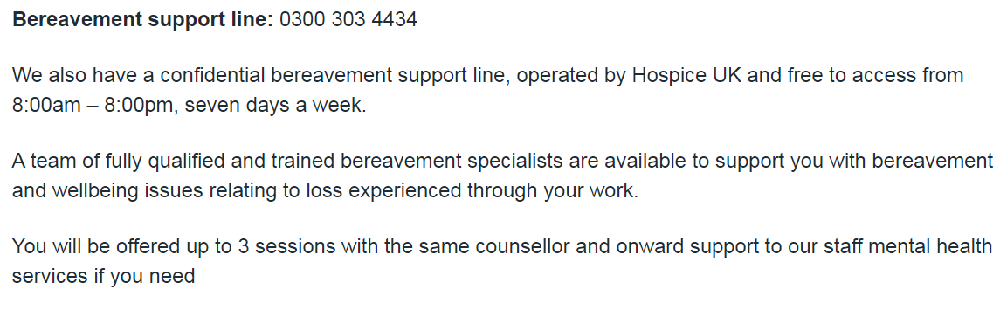 Bereavement support line: 0300 303 4434
We also have a confidential bereavement support line, operated by Hospice UK and free to access from
8:00am – 8:00pm, seven days a week.
A team of fully qualified and trained bereavement specialists are available to support you with bereavement
and wellbeing issues relating to loss experienced through your work.
You will be offered up to 3 sessions with the same counsellor and onward support to our staff mental health
services if you need